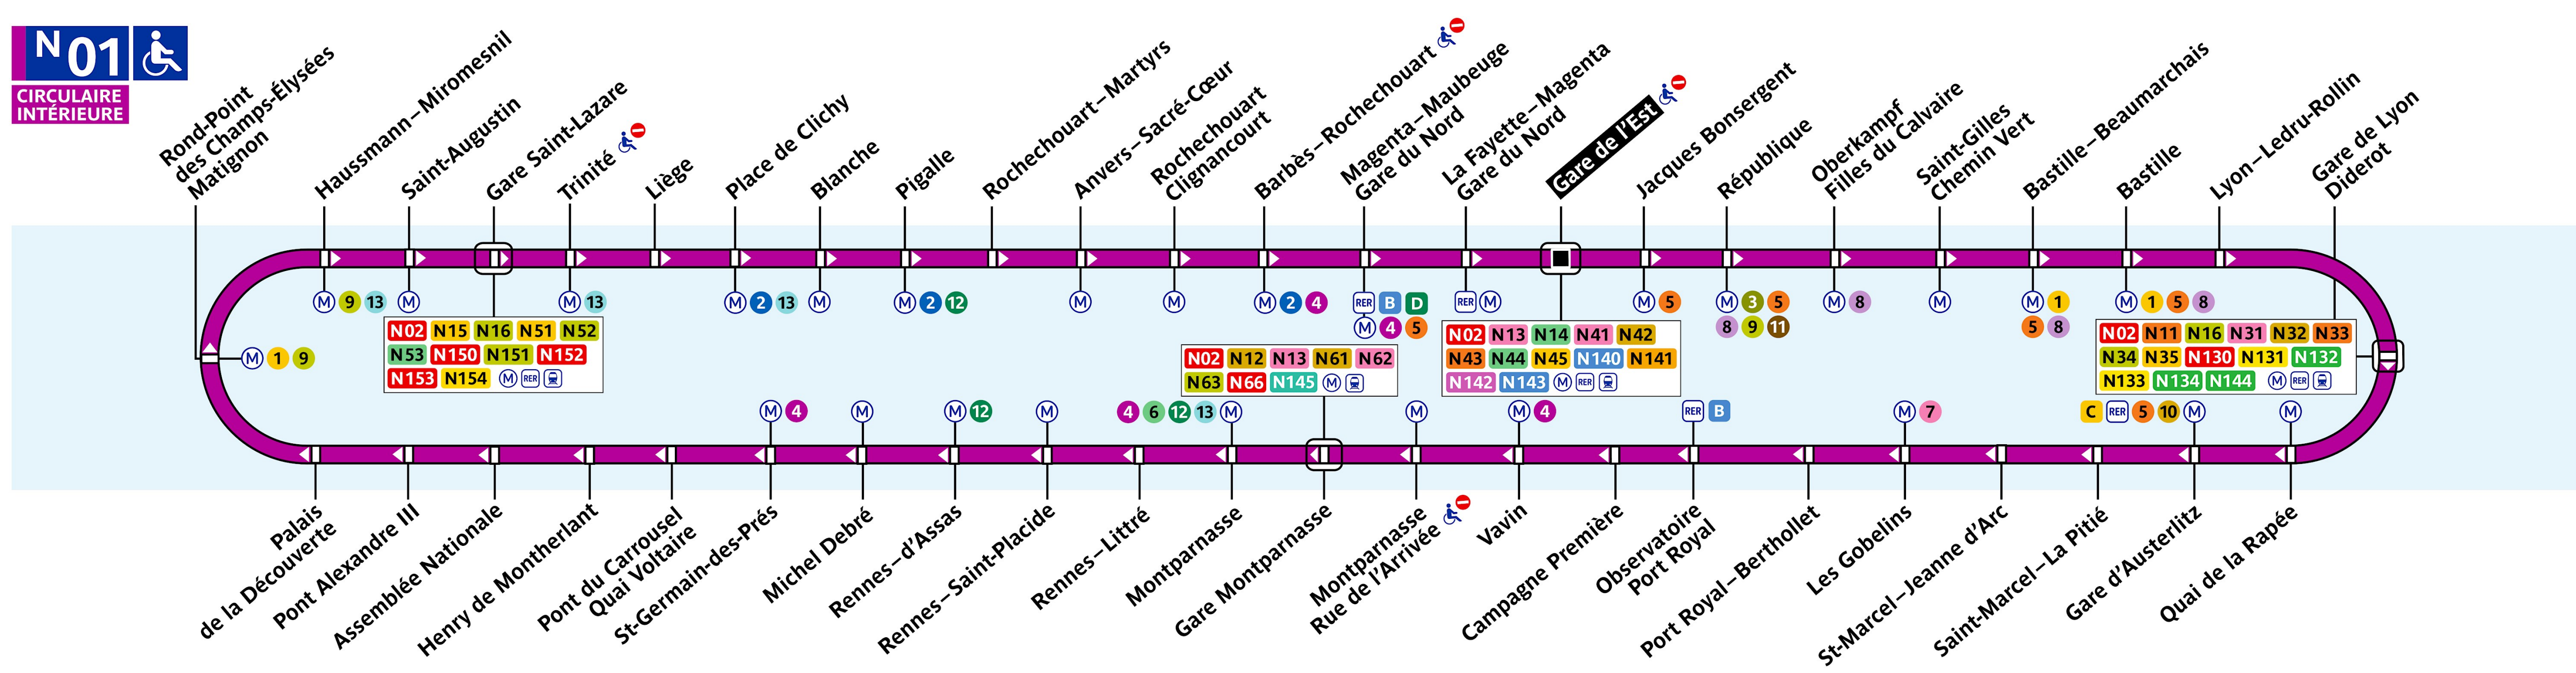 N01
CIRCULAIRE
INTÉRIEURE
Rond-Point
des Champs-Élysées
Matignon
Haussmann – Miromesnil
Saint-Augustin
Gare Saint-Lazare
Trinité
Liège
Place de Clichy
Blanche
Pigalle
Rochechouart – Martyrs
Anvers – Sacré-Cœur
Rochechouart
Clignancourt
Barbès – Rochechouart
Magenta – Maubeuge
Gare du Nord
La Fayette – Magenta
Gare du Nord
Gare de l'Est
Jacques Bonsergent
République
Oberkampf
Filles du Calvaire
Saint-Gilles
Chemin Vert
Bastille – Beaumarchais
Bastille
Lyon – Ledru-Rollin
Gare de Lyon
Diderot
M 9 13
M
M 13
M 2 13
M
M 2 12
M
M
M 2 4
RER B D
M 4 5
RER M
M 5
M 3 5
8 9 11
M 8
M
M 1
5 8
M 1 5 8
M 1 9
N02 N15 N16 N51 N52
N53 N150 N151 N152
N153 N154 M RER
N02 N12 N13 N61 N62
N63 N66 N145 M
N02 N13 N14 N41 N42
N43 N44 N45 N140 N141
N142 N143 M RER
N02 N11 N16 N31 N32 N33
N34 N35 N130 N131 N132
N133 N134 N144 M RER
M 4
M
M 12
M
4 6 12 13 M
M
M 4
RER B
M 7
C RER 5 10 M
M
Palais
de la Découverte
Pont Alexandre III
Assemblée Nationale
Henry de Montherlant
Pont du Carrousel
Quai Voltaire
St-Germain-des-Prés
Michel Debré
Rennes – d'Assas
Rennes – Saint-Placide
Rennes – Littré
Montparnasse
Gare Montparnasse
Montparnasse
Rue de l'Arrivée
Vavin
Campagne Première
Observatoire
Port Royal
Port Royal – Berthollet
Les Gobelins
St-Marcel – Jeanne d'Arc
Saint-Marcel – La Pitié
Gare d'Austerlitz
Quai de la Rapée